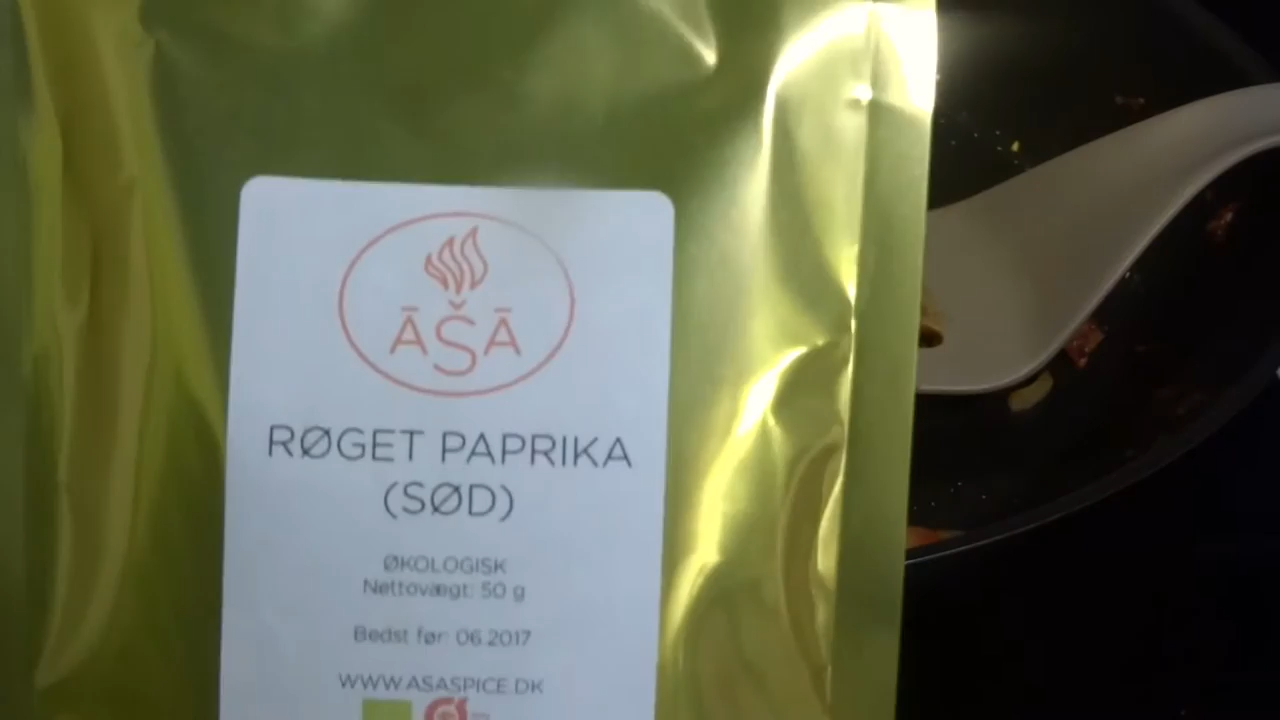 ĀŠĀ
RØGET PAPRIKA
(SØD)
ØKOLOGISK
Nettovægt: 50 g
Bedst før: 06.2017
WWW.ASASPICE.DK